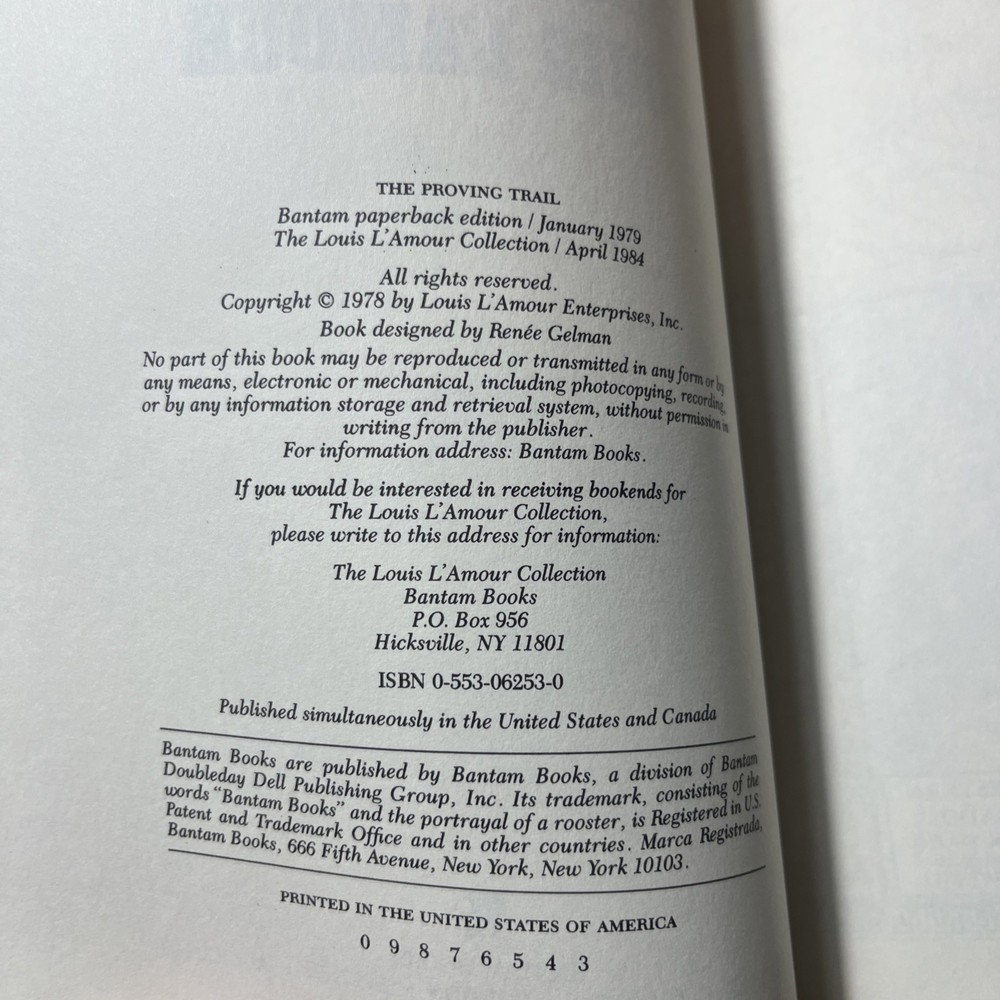 THE PROVING TRAIL
Bantam paperback edition / January 1979
The Louis L'Amour Collection / April 1984
All rights reserved.
Copyright © 1978 by Louis L'Amour Enterprises, Inc.
Book designed by Renée Gelman
No part of this book may be reproduced or transmitted in any form or by
any means, electronic or mechanical, including photocopying, recording,
or by any information storage and retrieval system, without permission in
writing from the publisher.
For information address: Bantam Books.
If you would be interested in receiving bookends for
The Louis L'Amour Collection,
please write to this address for information:
The Louis L'Amour Collection
Bantam Books
P.O. Box 956
Hicksville, NY 11801
ISBN 0-553-06253-0
Published simultaneously in the United States and Canada
Bantam Books are published by Bantam Books, a division of Bantam
Doubleday Dell Publishing Group, Inc. Its trademark, consisting of the
words "Bantam Books" and the portrayal of a rooster, is Registered in U.S.
Patent and Trademark Office and in other countries. Marca Registrada,
Bantam Books, 666 Fifth Avenue, New York, New York 10103.
PRINTED IN THE UNITED STATES OF AMERICA
0 9 8 7 6 5 4 3